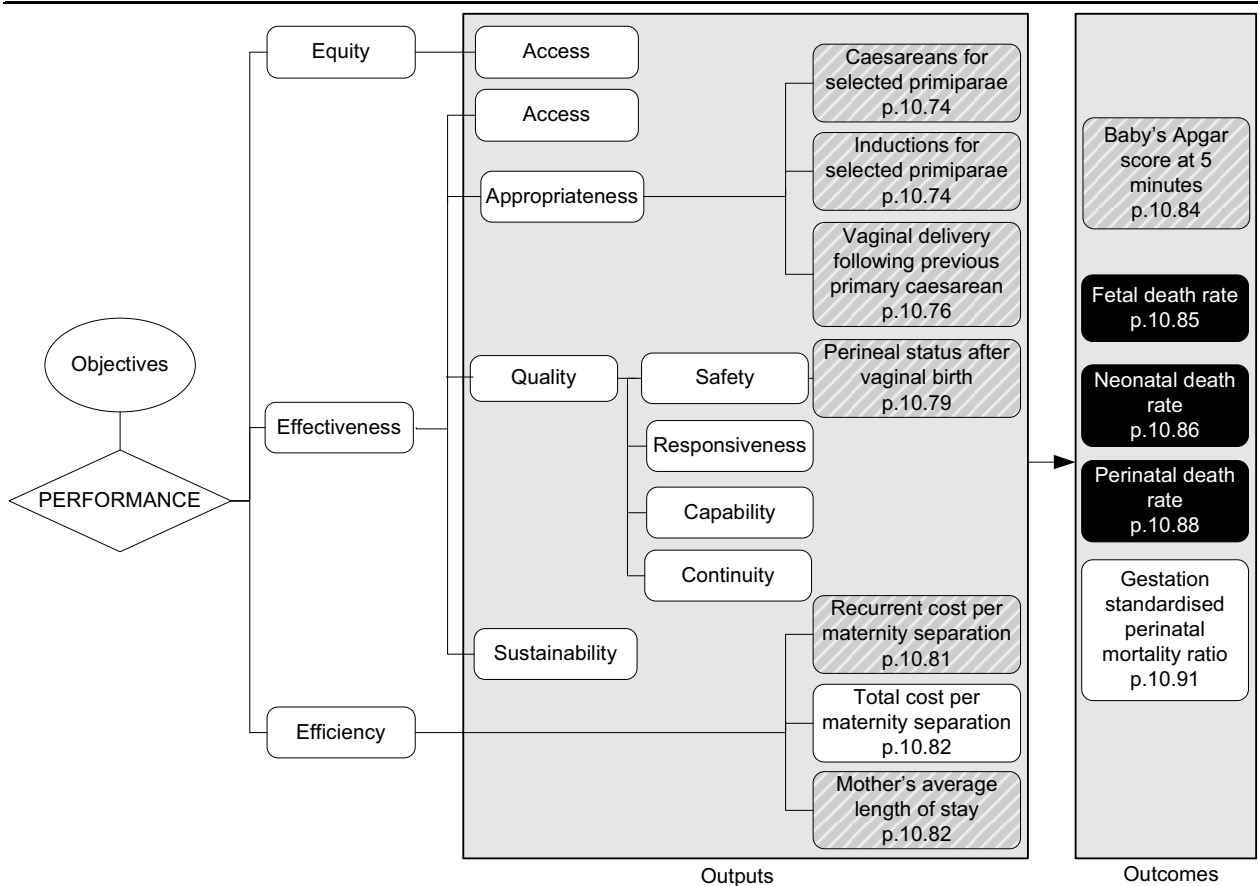 Objectives
PERFORMANCE
Equity
Effectiveness
Efficiency
Access
Access
Appropriateness
Quality
Sustainability
Safety
Responsiveness
Capability
Continuity
Caesareans for
selected primiparae
p.10.74
Inductions for
selected primiparae
p.10.74
Vaginal delivery
following previous
primary caesarean
p.10.76
Perineal status after
vaginal birth
p.10.79
Recurrent cost per
maternity separation
p.10.81
Total cost per
maternity separation
p.10.82
Mother's average
length of stay
p.10.82
Outputs
Baby's Apgar
score at 5
minutes
p.10.84
Fetal death rate
p.10.85
Neonatal death
rate
p.10.86
Perinatal death
rate
p.10.88
Gestation
standardised
perinatal
mortality ratio
p.10.91
Outcomes